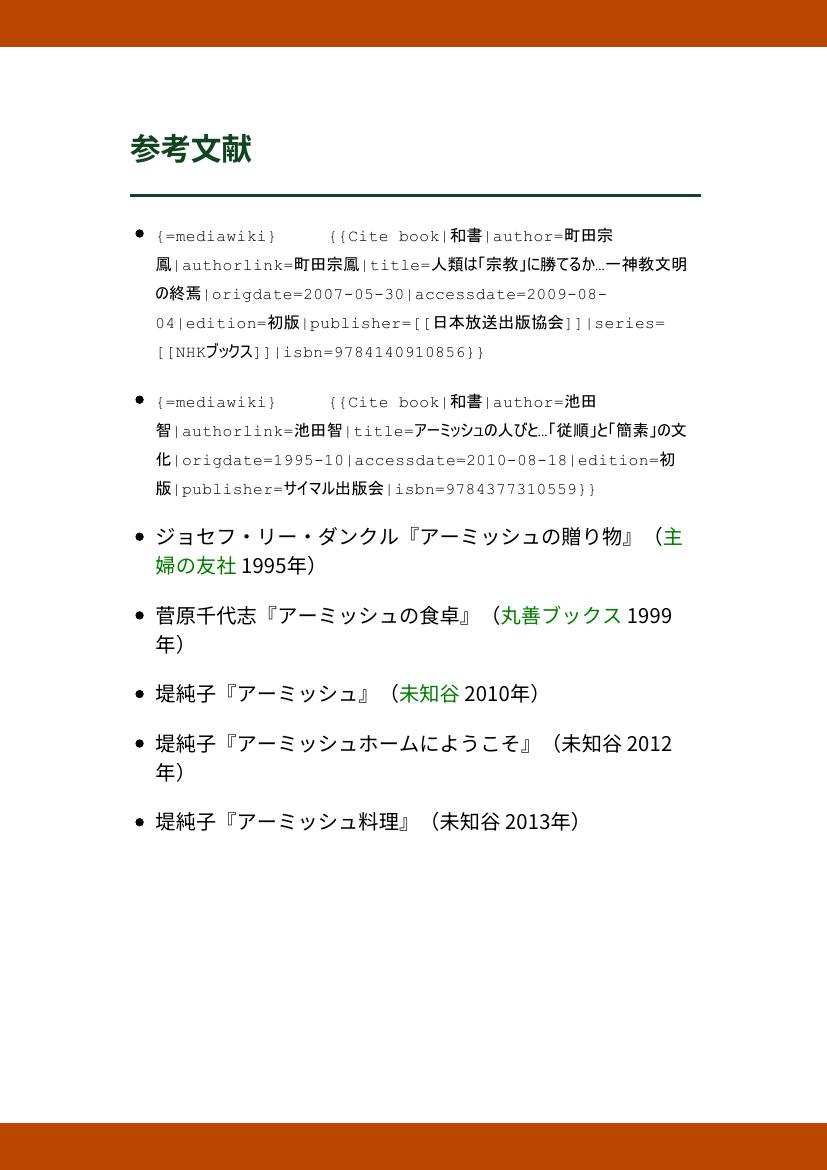 参考文献
{=mediawiki} {{Cite book|和書|author=町田宗
鳳|authorlink=町田宗鳳|title=人類は「宗教」に勝てるか…一神教文明
の終焉|origdate=2007-05-30|accessdate=2009-08-
04|edition=初版|publisher=[[日本放送出版協会]]|series=
[[NHKブックス]]|isbn=9784140910856}}
{=mediawiki} {{Cite book|和書|author=池田
智|authorlink=池田智|title=アーミッシュの人びと…「従順」と「簡素」の文
化|origdate=1995-10|accessdate=2010-08-18|edition=初
版|publisher=サイマル出版会|isbn=9784377310559}}
ジョセフ・リー・ダンクル『アーミッシュの贈り物』（主
婦の友社 1995年）
菅原千代志『アーミッシュの食卓』（丸善ブックス 1999
年）
堤純子『アーミッシュ』（未知谷 2010年）
堤純子『アーミッシュホームにようこそ』（未知谷 2012
年）
堤純子『アーミッシュ料理』（未知谷 2013年）